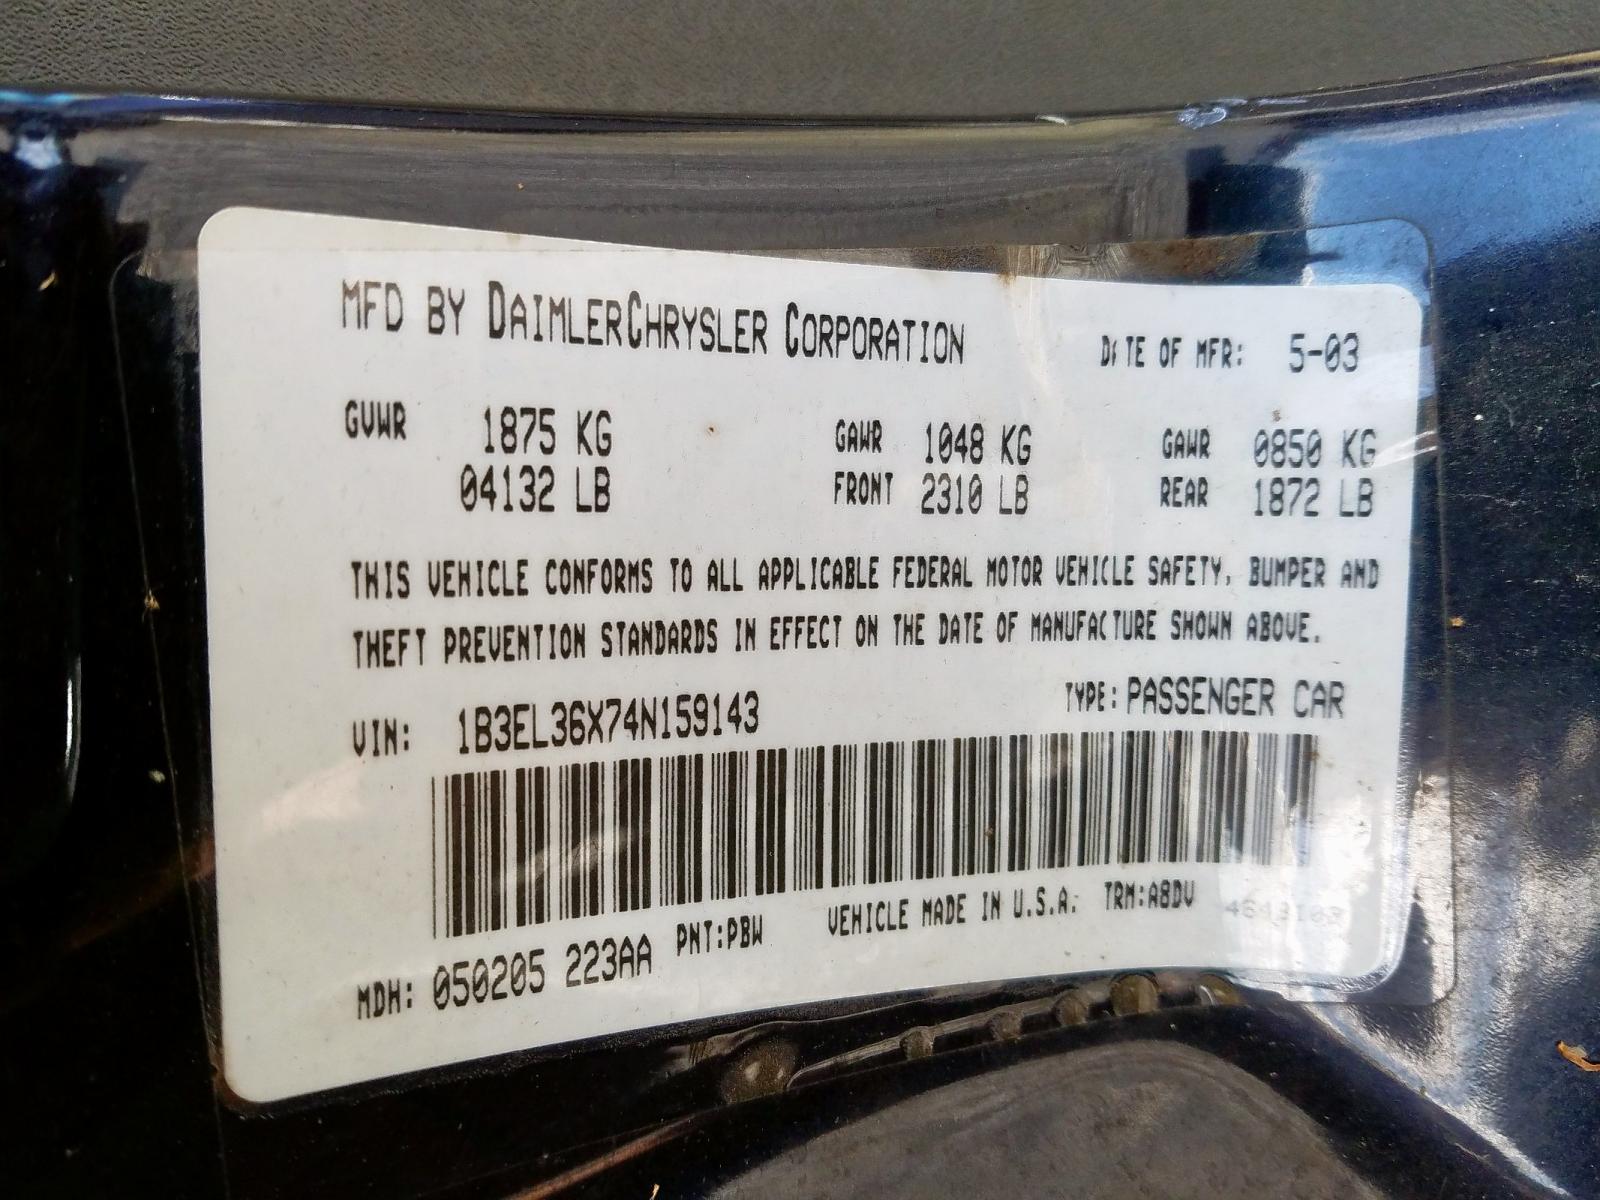 MFD BY DAIMLERCHRYSLER CORPORATION DATE OF MFR: 5-03
GVWR 1875 KG GAWR 1048 KG GAWR 0850 KG
04132 LB FRONT 2310 LB REAR 1872 LB
THIS VEHICLE CONFORMS TO ALL APPLICABLE FEDERAL MOTOR VEHICLE SAFETY, BUMPER AND
THEFT PREVENTION STANDARDS IN EFFECT ON THE DATE OF MANUFACTURE SHOWN ABOVE.
VIN: 1B3EL36X74N159143 TYPE: PASSENGER CAR
MDH: 050205 223AA PNT:PBW VEHICLE MADE IN U.S.A. TRM:A8DV